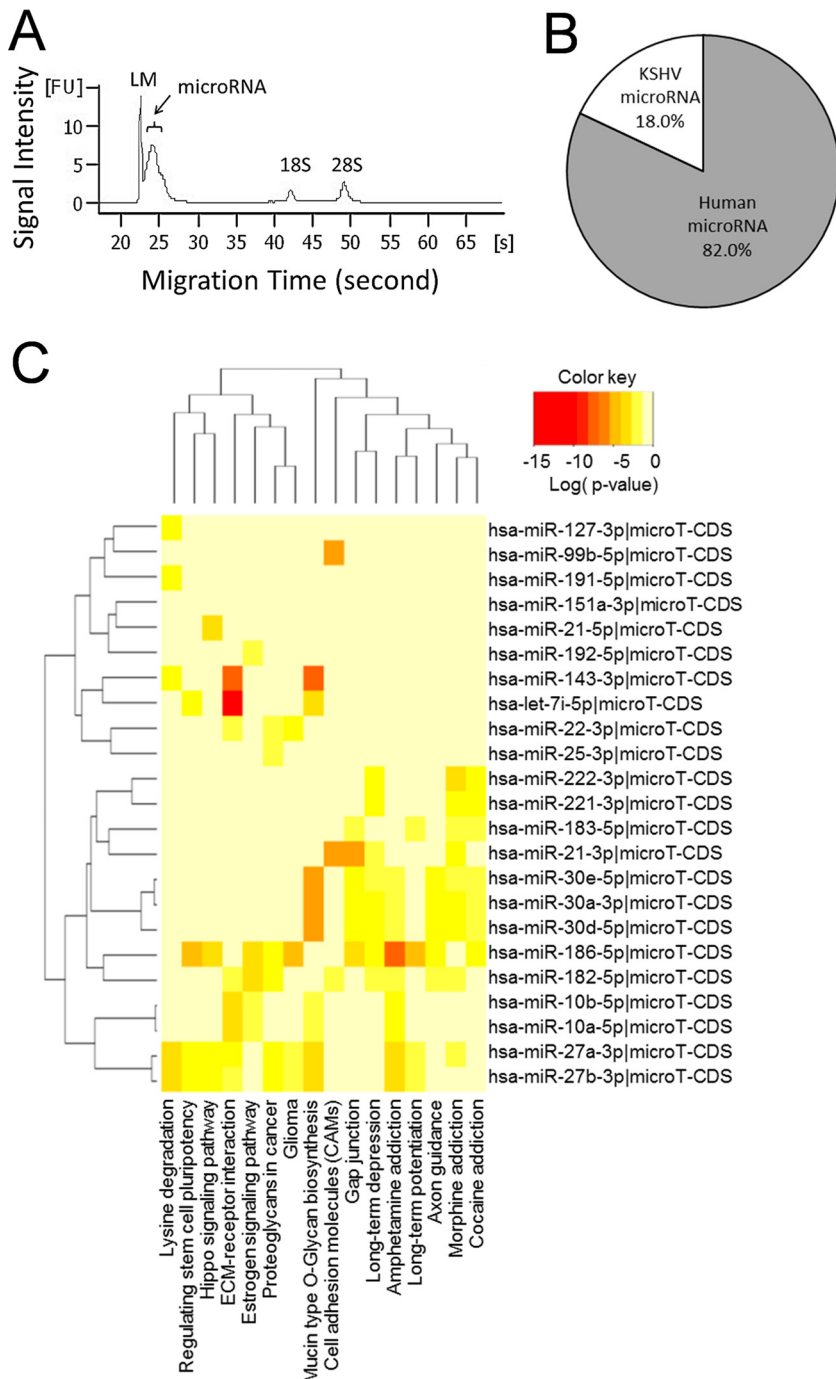 A
[FU]
LM
microRNA
10
5
0
18S
28S
Signal Intensity
20 25 30 35 40 45 50 55 60 65 [s]
Migration Time (second)
B
KSHV
microRNA
18.0%
Human
microRNA
82.0%
C
Color key
-15 -10 -5 0
Log( p-value)
hsa-miR-127-3p|microT-CDS
hsa-miR-99b-5p|microT-CDS
hsa-miR-191-5p|microT-CDS
hsa-miR-151a-3p|microT-CDS
hsa-miR-21-5p|microT-CDS
hsa-miR-192-5p|microT-CDS
hsa-miR-143-3p|microT-CDS
hsa-let-7i-5p|microT-CDS
hsa-miR-22-3p|microT-CDS
hsa-miR-25-3p|microT-CDS
hsa-miR-222-3p|microT-CDS
hsa-miR-221-3p|microT-CDS
hsa-miR-183-5p|microT-CDS
hsa-miR-21-3p|microT-CDS
hsa-miR-30e-5p|microT-CDS
hsa-miR-30a-3p|microT-CDS
hsa-miR-30d-5p|microT-CDS
hsa-miR-186-5p|microT-CDS
hsa-miR-182-5p|microT-CDS
hsa-miR-10b-5p|microT-CDS
hsa-miR-10a-5p|microT-CDS
hsa-miR-27a-3p|microT-CDS
hsa-miR-27b-3p|microT-CDS
Lysine degradation
Regulating stem cell pluripotency
Hippo signaling pathway
ECM-receptor interaction
Estrogen signaling pathway
Proteoglycans in cancer
Glioma
Mucin type O-Glycan biosynthesis
Cell adhesion molecules (CAMs)
Gap junction
Long-term depression
Amphetamine addiction
Long-term potentiation
Axon guidance
Morphine addiction
Cocaine addiction